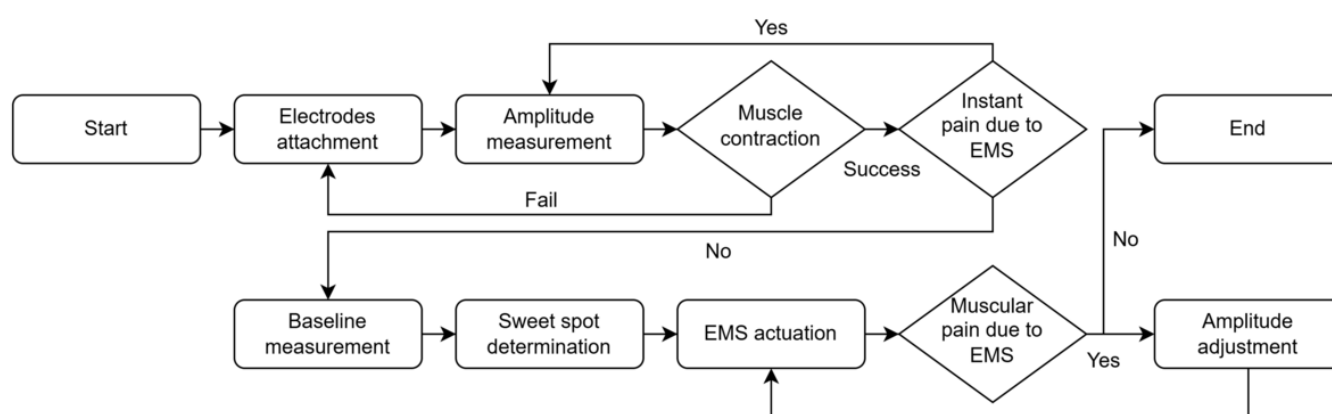 Yes
Start
Electrodes
attachment
Amplitude
measurement
Muscle
contraction
Success
Instant
pain due to
EMS
End
Fail
No
No
Baseline
measurement
Sweet spot
determination
EMS actuation
Muscular
pain due to
EMS
Yes
Amplitude
adjustment